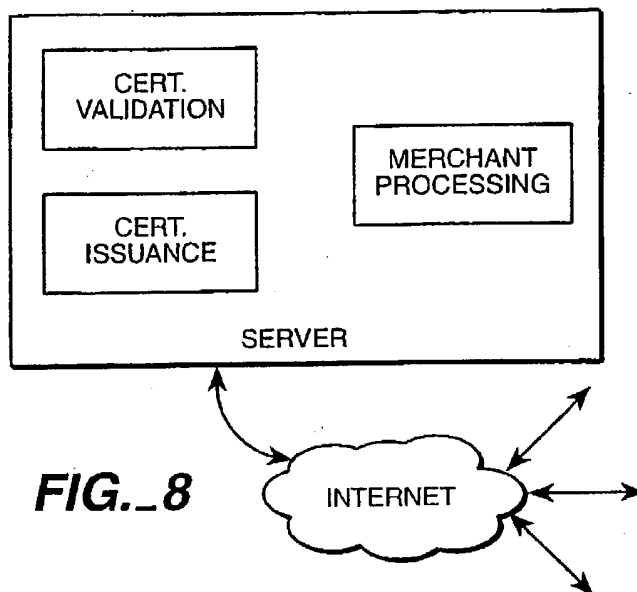 CERT.
VALIDATION
MERCHANT
PROCESSING
CERT.
ISSUANCE
SERVER
INTERNET
FIG._8